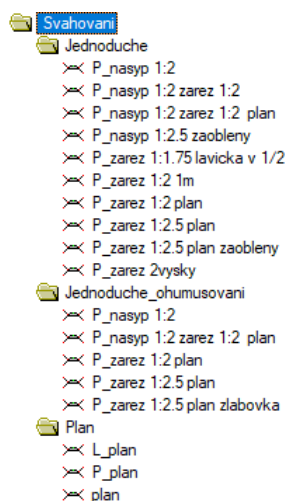 Svahovani
Jednoduche
P_nasyp 1:2
P_nasyp 1:2 zarez 1:2
P_nasyp 1:2 zarez 1:2 plan
P_nasyp 1:2.5 zaobleny
P_zarez 1:1.75 lavicka v 1/2
P_zarez 1:2 1m
P_zarez 1:2 plan
P_zarez 1:2.5 plan
P_zarez 1:2.5 plan zaobleny
P_zarez 2vysky
Jednoduche_ohumusovani
P_nasyp 1:2
P_nasyp 1:2 zarez 1:2 plan
P_zarez 1:2 plan
P_zarez 1:2.5 plan
P_zarez 1:2.5 plan zlabovka
Plan
L_plan
P_plan
plan